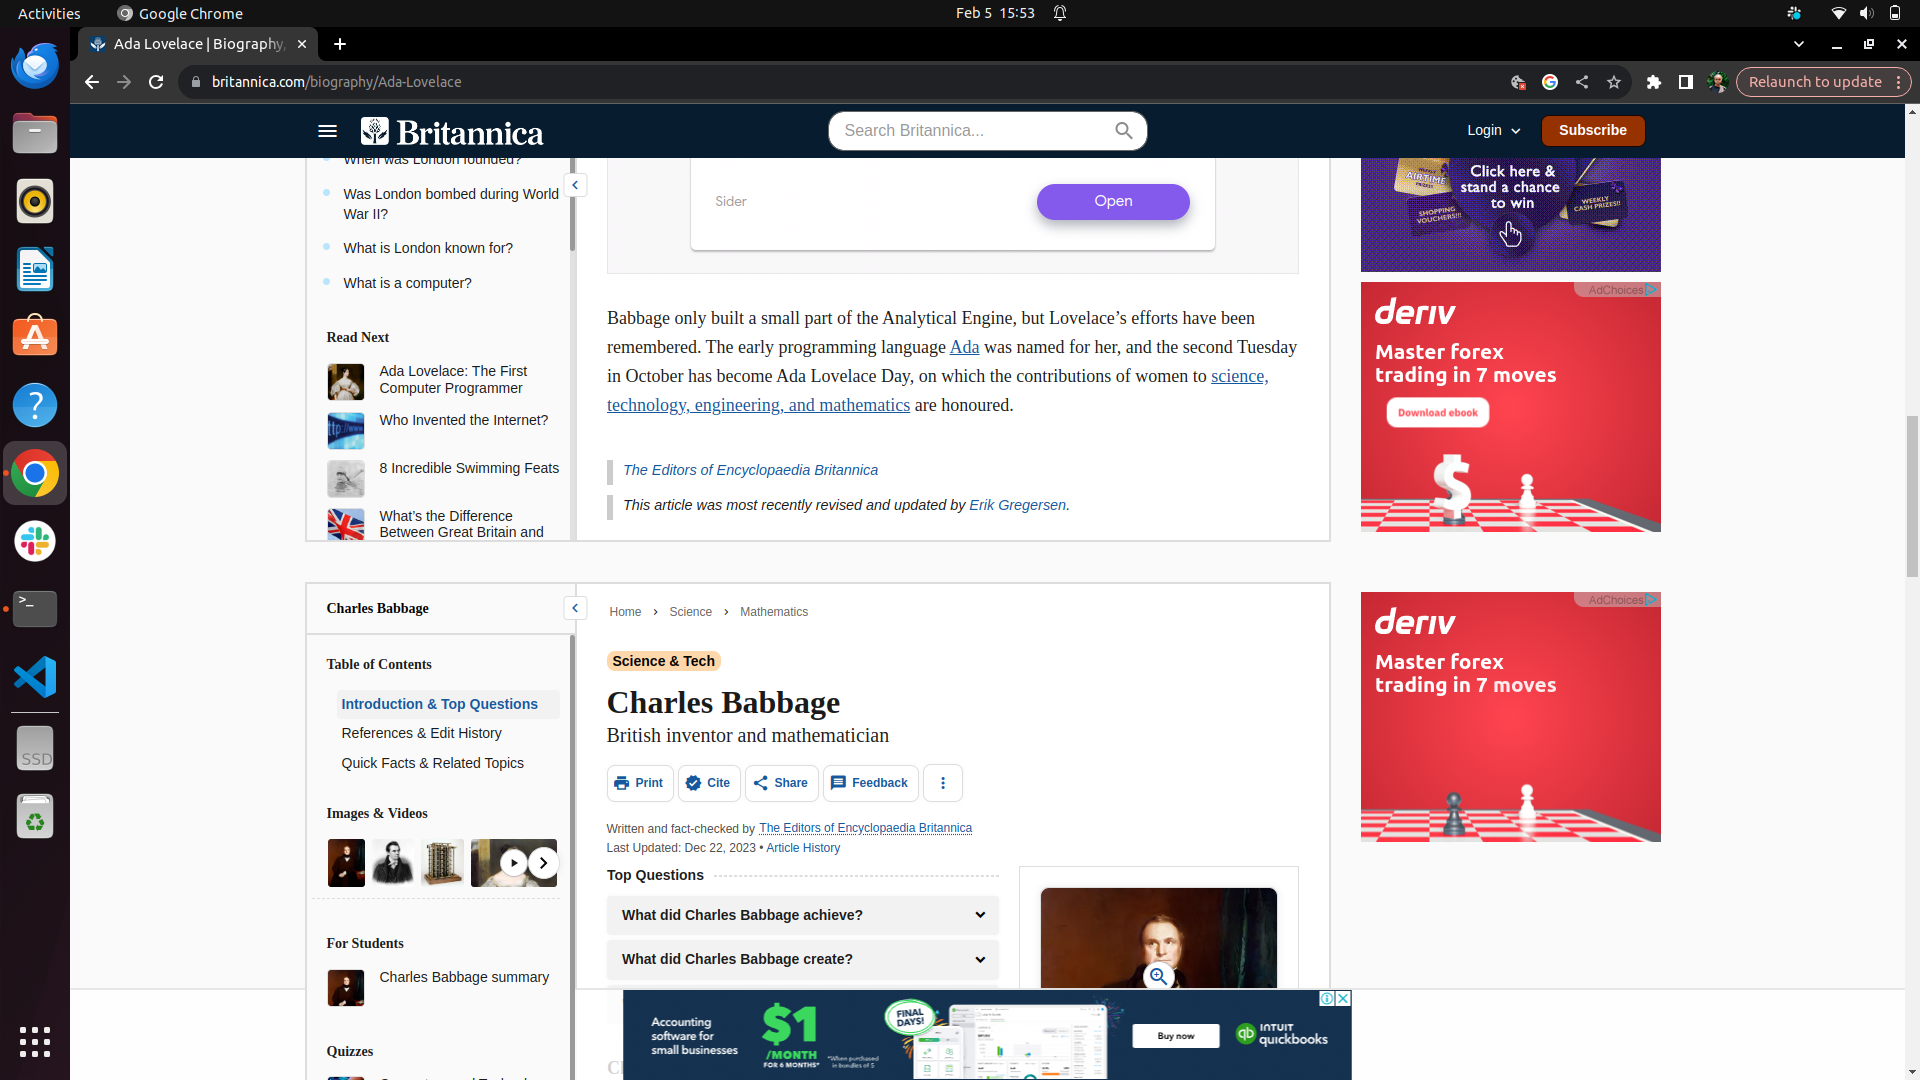 Activities
Google Chrome
Feb 5 15:53
Ada Lovelace | Biography,
britannica.com/biography/Ada-Lovelace
Relaunch to update
Britannica
Search Britannica...
Login
Subscribe
When was London founded?
Was London bombed during World
War II?
What is London known for?
What is a computer?
Read Next
Ada Lovelace: The First
Computer Programmer
Who Invented the Internet?
8 Incredible Swimming Feats
What's the Difference
Between Great Britain and
Sider
Open
Babbage only built a small part of the Analytical Engine, but Lovelace's efforts have been
remembered. The early programming language Ada was named for her, and the second Tuesday
in October has become Ada Lovelace Day, on which the contributions of women to science,
technology, engineering, and mathematics are honoured.
The Editors of Encyclopaedia Britannica
This article was most recently revised and updated by Erik Gregersen.
Click here &
stand a chance
to win
AIRTIME
SHOPPING
VOUCHERS!!!
WEEKLY
CASH PRIZES!!
AdChoices
deriv
Master forex
trading in 7 moves
Download ebook
Charles Babbage
Table of Contents
Introduction & Top Questions
References & Edit History
Quick Facts & Related Topics
Images & Videos
For Students
Charles Babbage summary
Quizzes
Home
Science
Mathematics
Science & Tech
Charles Babbage
British inventor and mathematician
Print
Cite
Share
Feedback
Written and fact-checked by The Editors of Encyclopaedia Britannica
Last Updated: Dec 22, 2023 • Article History
Top Questions
What did Charles Babbage achieve?
What did Charles Babbage create?
AdChoices
deriv
Master forex
trading in 7 moves
Accounting
software for
small businesses
$1
/MONTH
FOR 6 MONTHS*
*When purchased
in bundles of 5
FINAL
DAYS!
Buy now
INTUIT
quickbooks
SSD